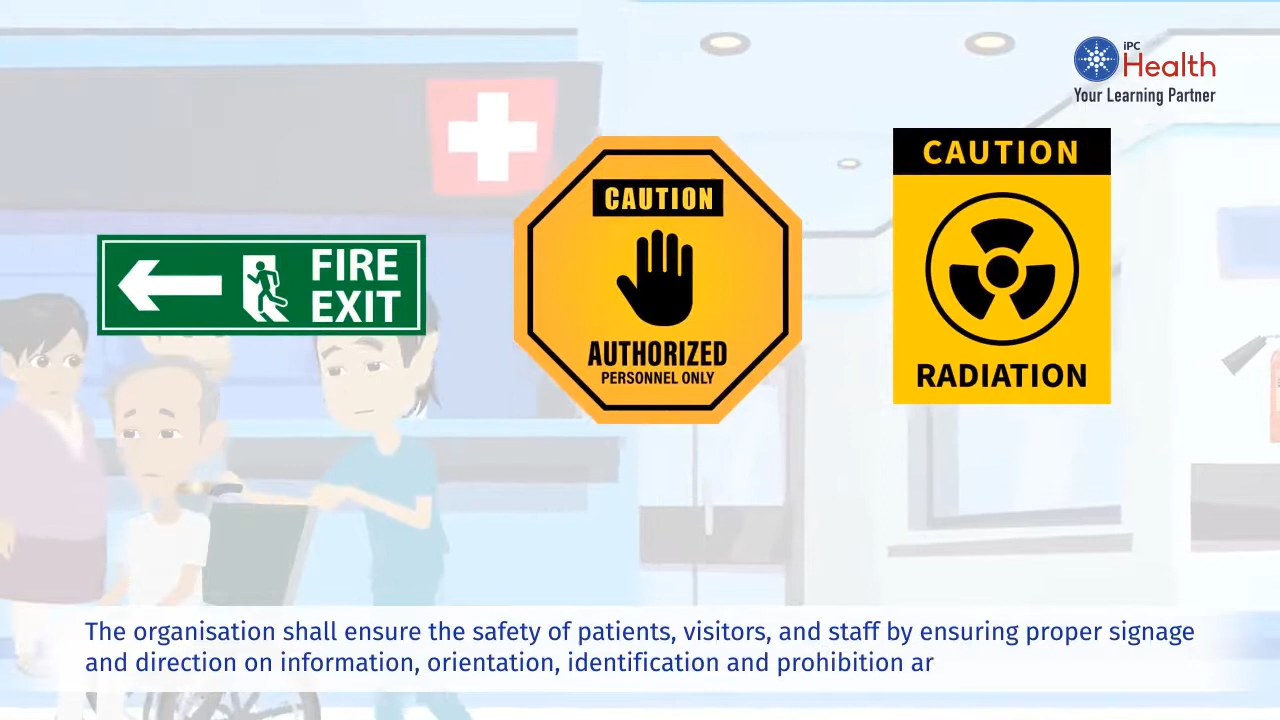 iPC
Health
Your Learning Partner
FIRE
EXIT
CAUTION
AUTHORIZED
PERSONNEL ONLY
CAUTION
RADIATION
The organisation shall ensure the safety of patients, visitors, and staff by ensuring proper signage
and direction on information, orientation, identification and prohibition ar